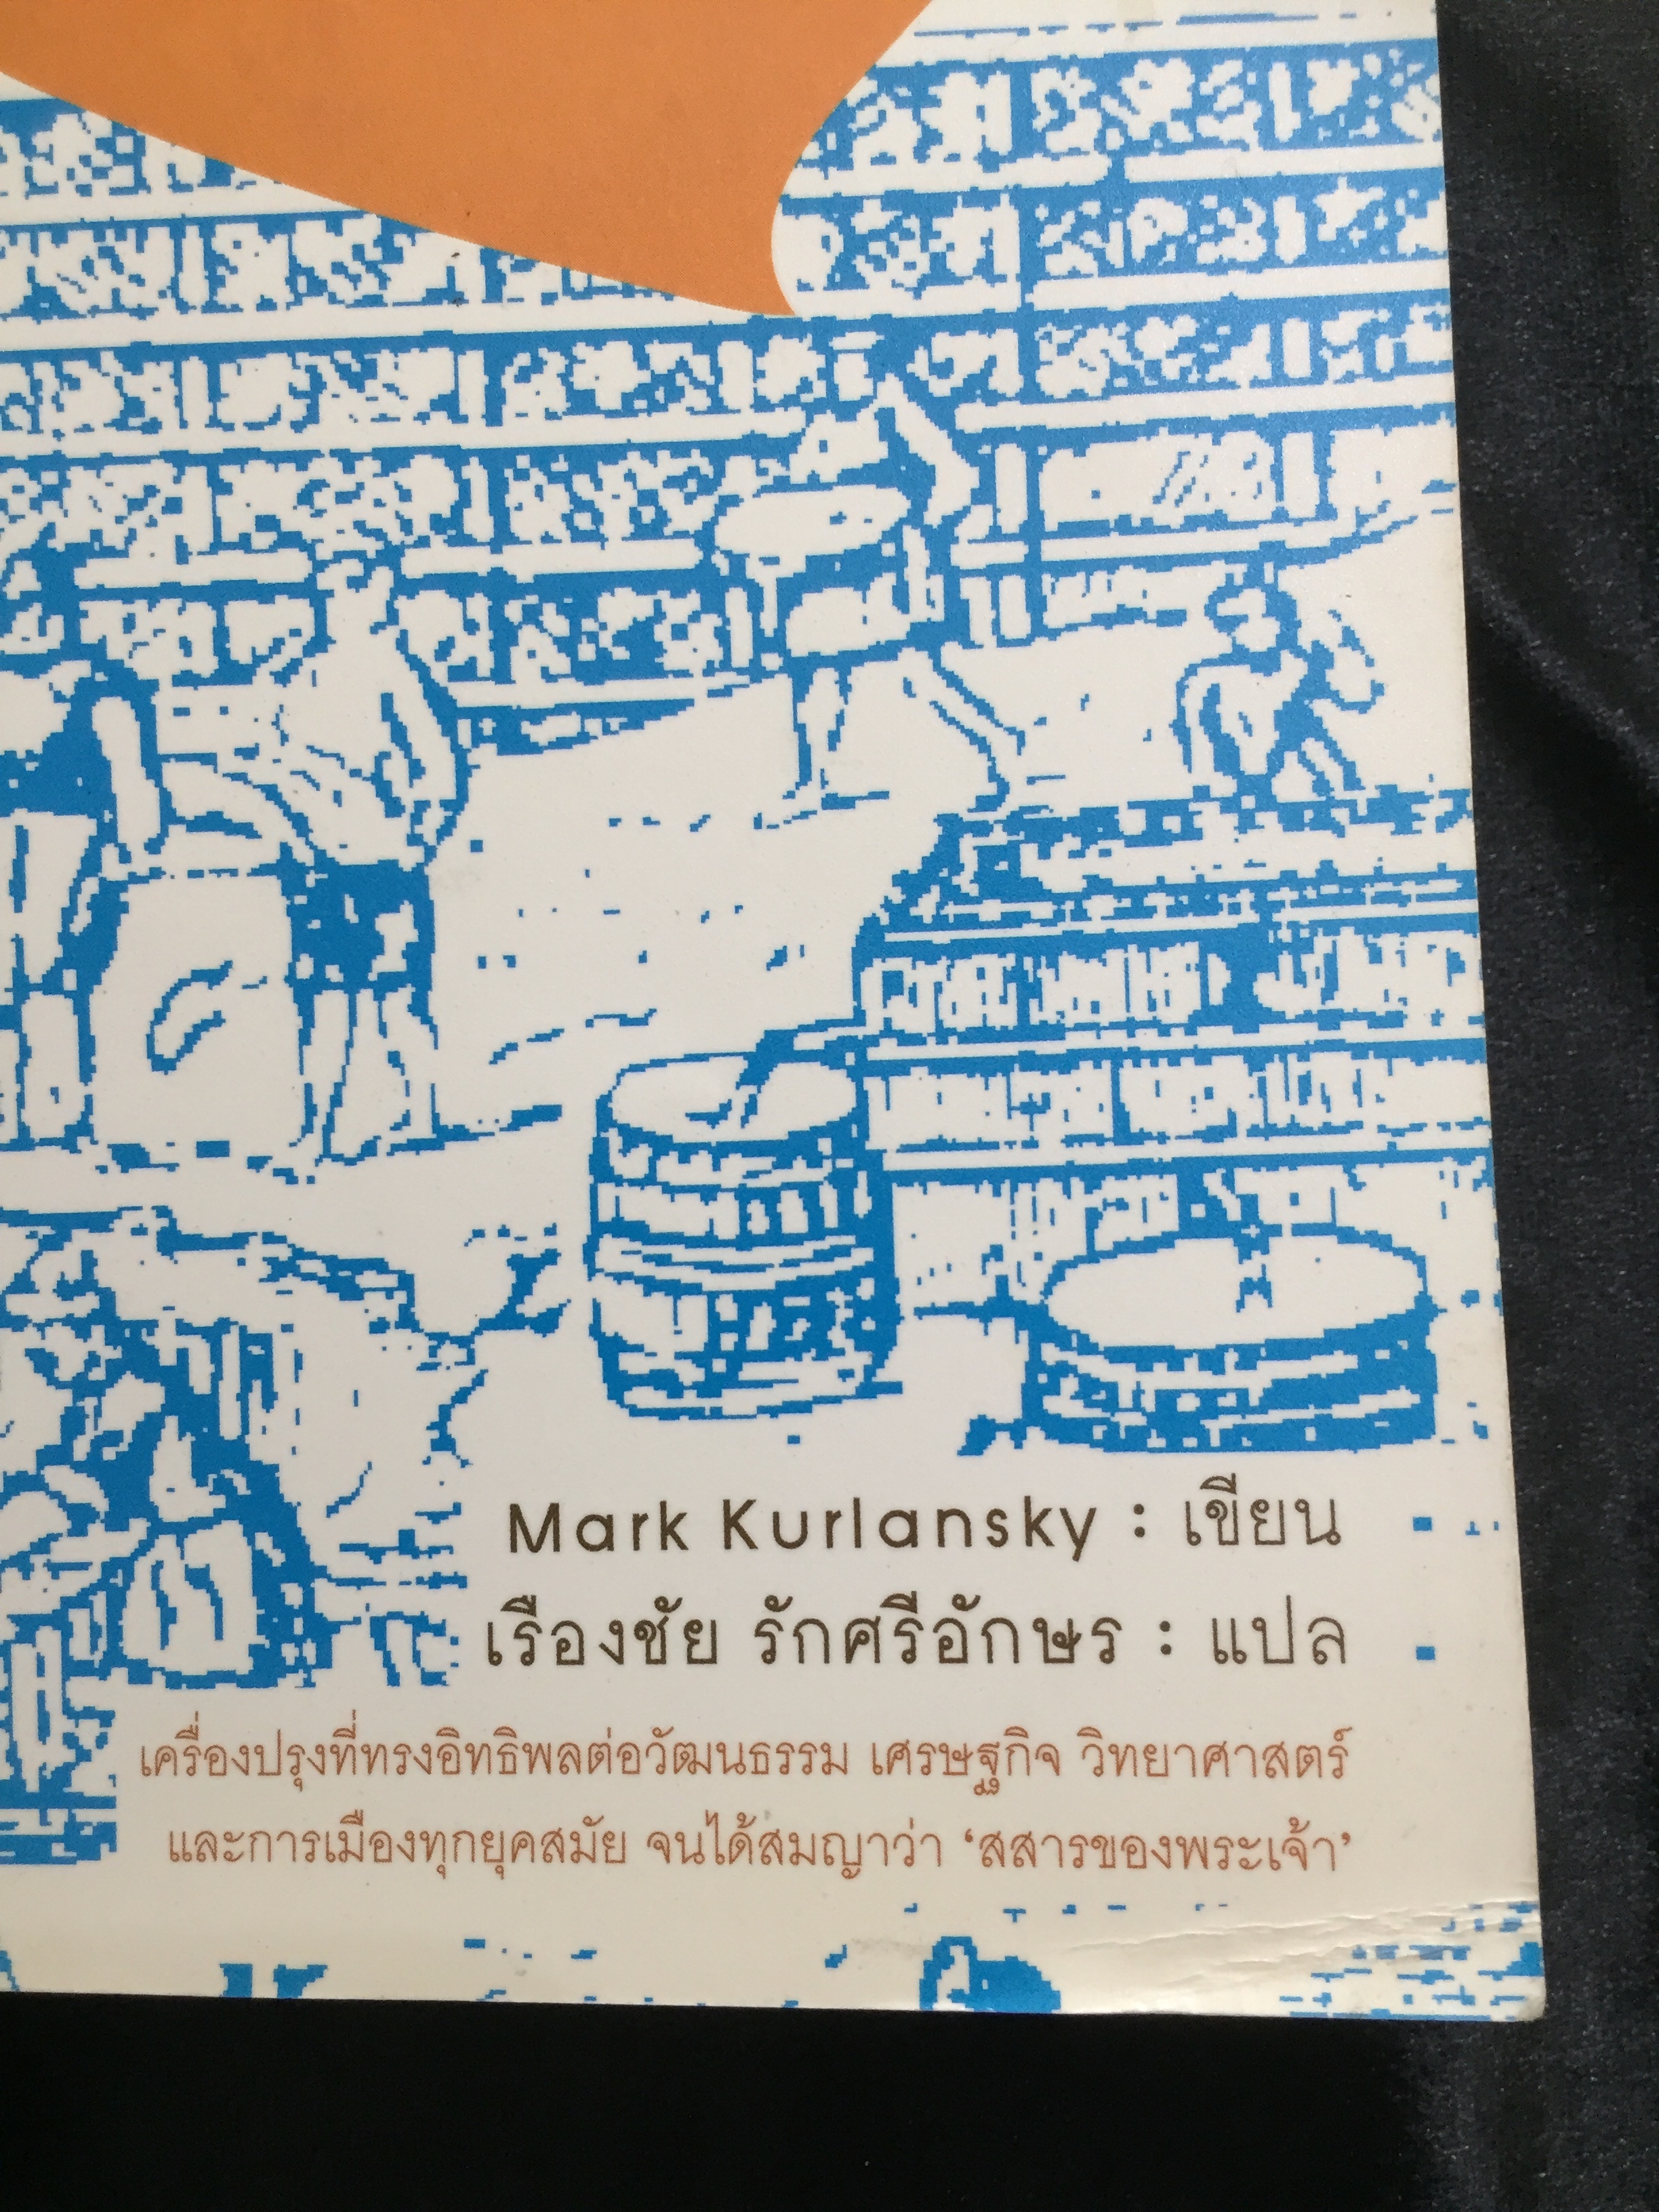 Mark Kurlansky : เขียน
เรืองชัย รักศรีอักษร : แปล
เครื่องปรุงที่ทรงอิทธิพลต่อวัฒนธรรม เศรษฐกิจ วิทยาศาสตร์
และการเมืองทุกยุคสมัย จนได้สมญาว่า ‘สสารของพระเจ้า’